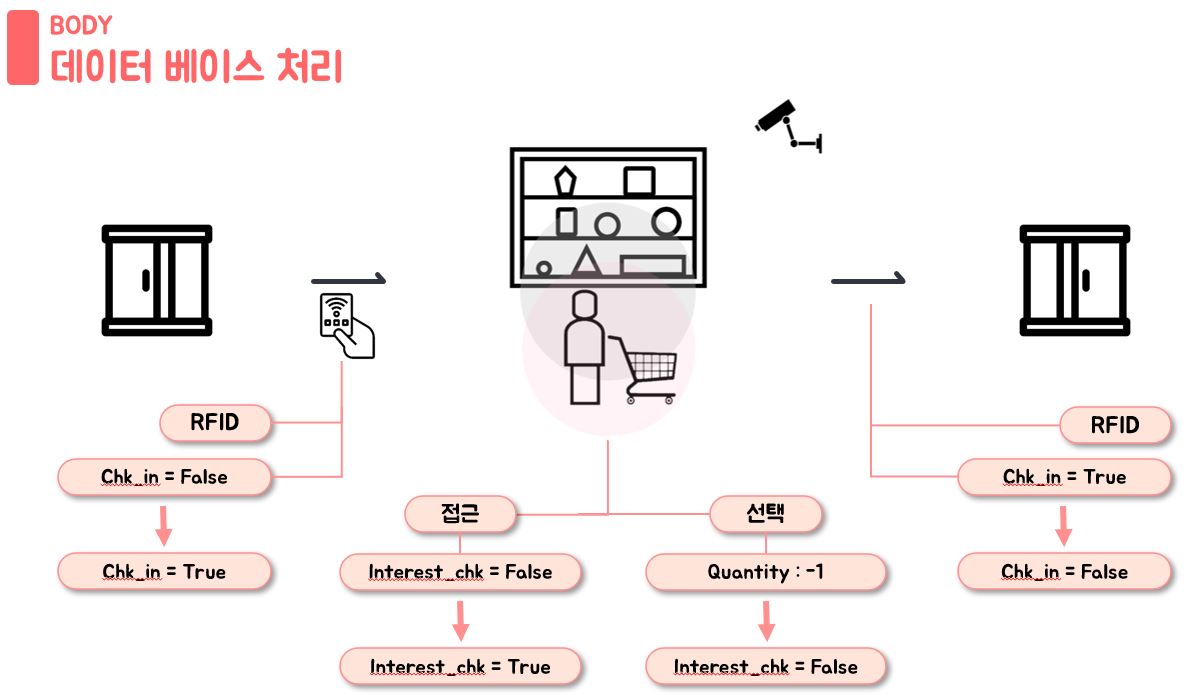 BODY
데이터 베이스 처리
RFID
Chk_in = False
Chk_in = True
접근
Interest_chk = False
Interest_chk = True
선택
Quantity : -1
Interest_chk = False
RFID
Chk_in = True
Chk_in = False